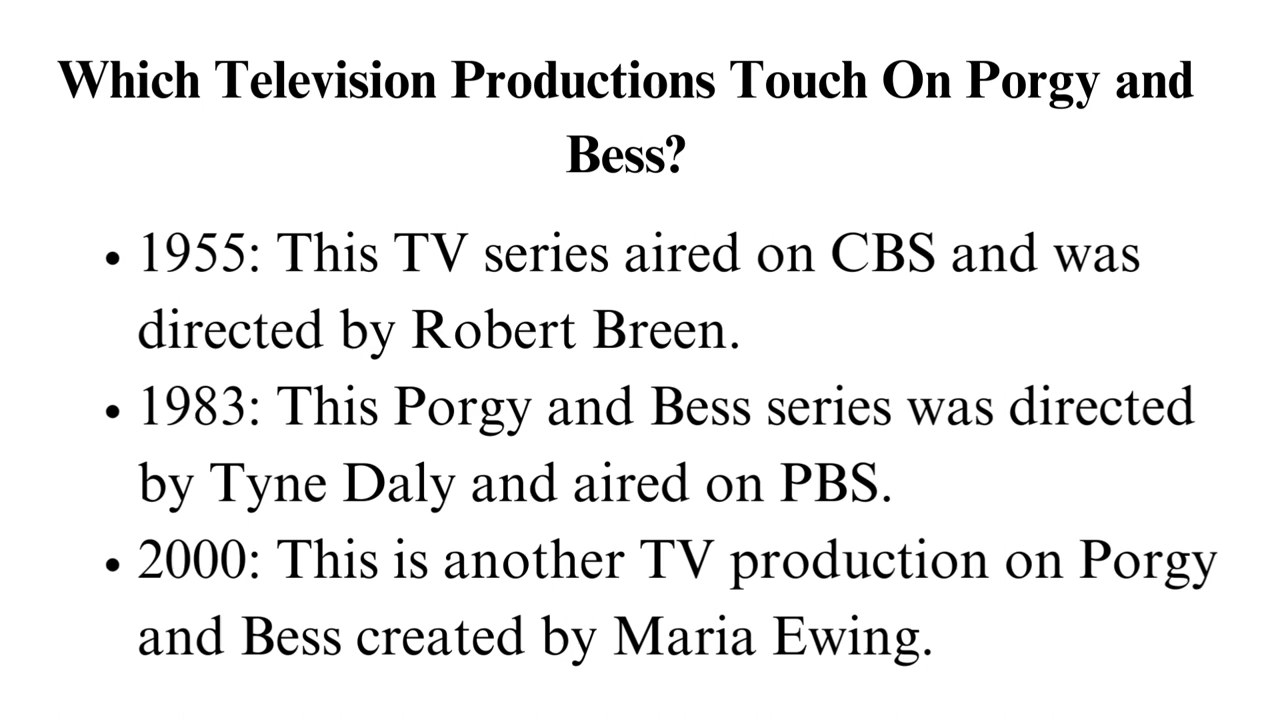 Which Television Productions Touch On Porgy and
Bess?
• 1955: This TV series aired on CBS and was
directed by Robert Breen.
• 1983: This Porgy and Bess series was directed
by Tyne Daly and aired on PBS.
• 2000: This is another TV production on Porgy
and Bess created by Maria Ewing.